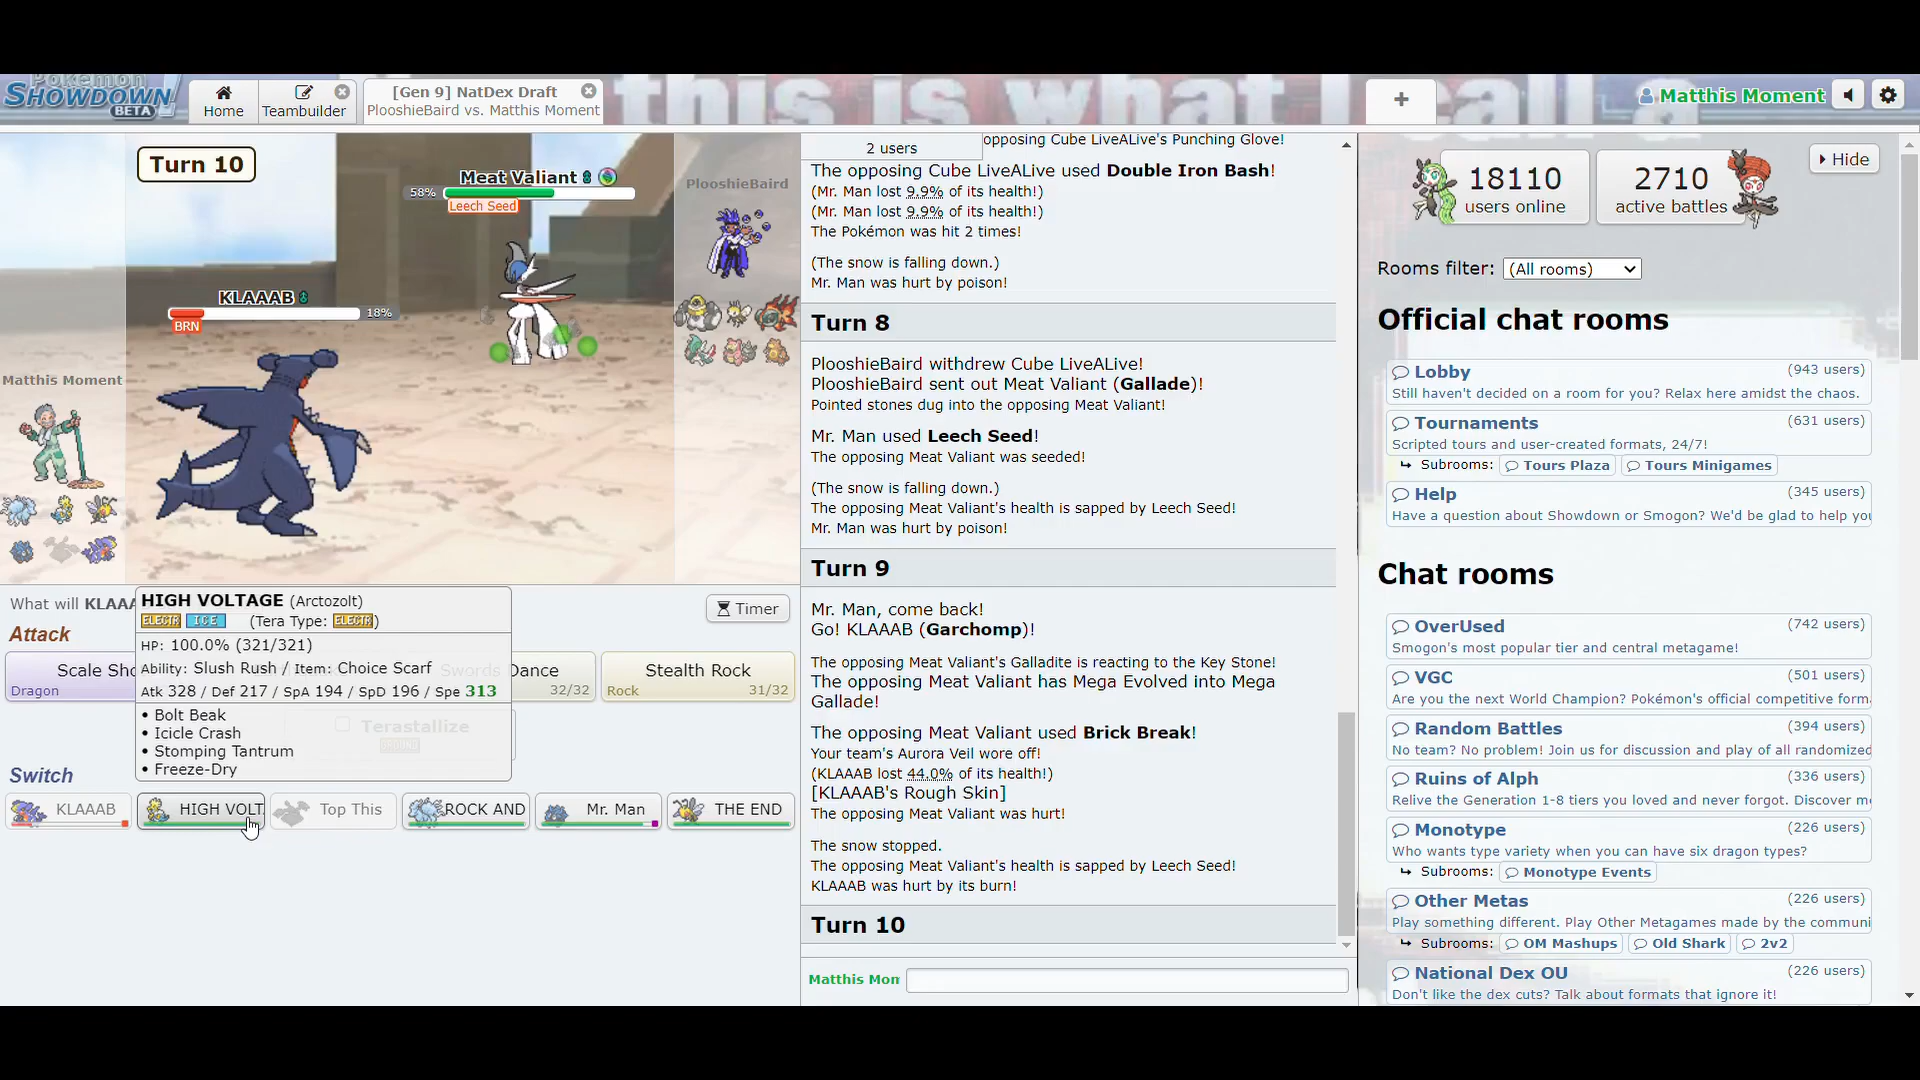 Pokémon
SHOWDOWN
BETA
Home
Teambuilder
[Gen 9] NatDex Draft
PlooshieBaird vs. Matthis Moment
this is what
call a
+
Matthis Moment
Turn 10
Meat Valiant
58%
Leech Seed
KLAAAB
18%
BRN
PlooshieBaird
Matthis Moment
What will KLAAA
Timer
Attack
Scale Sho
Dragon
Swords Dance
32/32
Stealth Rock
Rock 31/32
Terastallize
HIGH VOLTAGE (Arctozolt)
ELECTR ICE (Tera Type: ELECTR)
HP: 100.0% (321/321)
Ability: Slush Rush / Item: Choice Scarf
Atk 328 / Def 217 / SpA 194 / SpD 196 / Spe 313
• Bolt Beak
• Icicle Crash
• Stomping Tantrum
• Freeze-Dry
Switch
KLAAAB
HIGH VOLT
Top This
ROCK AND
Mr. Man
THE END
2 users
opposing Cube LiveALive's Punching Glove!
The opposing Cube LiveALive used Double Iron Bash!
(Mr. Man lost 9.9% of its health!)
(Mr. Man lost 9.9% of its health!)
The Pokémon was hit 2 times!
(The snow is falling down.)
Mr. Man was hurt by poison!
Turn 8
PlooshieBaird withdrew Cube LiveALive!
PlooshieBaird sent out Meat Valiant (Gallade)!
Pointed stones dug into the opposing Meat Valiant!
Mr. Man used Leech Seed!
The opposing Meat Valiant was seeded!
(The snow is falling down.)
The opposing Meat Valiant's health is sapped by Leech Seed!
Mr. Man was hurt by poison!
Turn 9
Mr. Man, come back!
Go! KLAAAB (Garchomp)!
The opposing Meat Valiant's Galladite is reacting to the Key Stone!
The opposing Meat Valiant has Mega Evolved into Mega
Gallade!
The opposing Meat Valiant used Brick Break!
Your team's Aurora Veil wore off!
(KLAAAB lost 44.0% of its health!)
[KLAAAB's Rough Skin]
The opposing Meat Valiant was hurt!
The snow stopped.
The opposing Meat Valiant's health is sapped by Leech Seed!
KLAAAB was hurt by its burn!
Turn 10
Matthis Mon
18110
users online
2710
active battles
Hide
Rooms filter: (All rooms)
Official chat rooms
Lobby (943 users)
Still haven't decided on a room for you? Relax here amidst the chaos.
Tournaments (631 users)
Scripted tours and user-created formats, 24/7!
Subrooms: Tours Plaza Tours Minigames
Help (345 users)
Have a question about Showdown or Smogon? We'd be glad to help you
Chat rooms
OverUsed (742 users)
Smogon's most popular tier and central metagame!
VGC (501 users)
Are you the next World Champion? Pokémon's official competitive form
Random Battles (394 users)
No team? No problem! Join us for discussion and play of all randomized
Ruins of Alph (336 users)
Relive the Generation 1-8 tiers you loved and never forgot. Discover m
Monotype (226 users)
Who wants type variety when you can have six dragon types?
Subrooms: Monotype Events
Other Metas (226 users)
Play something different. Play Other Metagames made by the communi
Subrooms: OM Mashups Old Shark 2v2
National Dex OU (226 users)
Don't like the dex cuts? Talk about formats that ignore it!